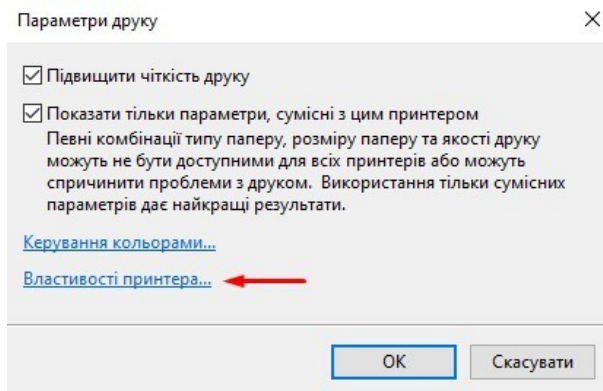 Параметри друку
Підвищити чіткість друку
Показати тільки параметри, сумісні з цим принтером
Певні комбінації типу паперу, розміру паперу та якості друку
можуть не бути доступними для всіх принтерів або можуть
спричинити проблеми з друком. Використання тільки сумісних
параметрів дає найкращі результати.
Керування кольорами...
Властивості принтера...
OK
Скасувати